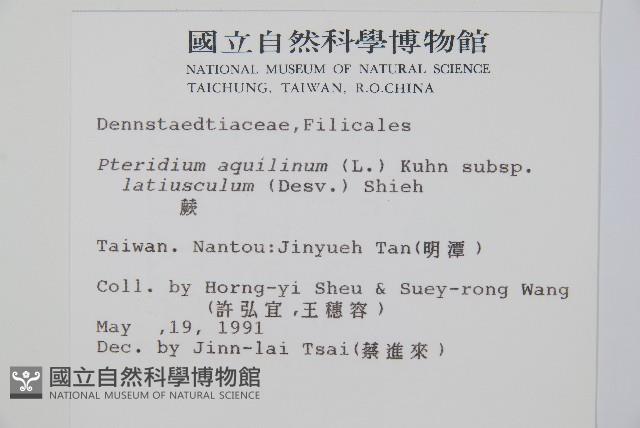 國立自然科學博物館
NATIONAL MUSEUM OF NATURAL SCIENCE
TAICHUNG, TAIWAN, R.O.CHINA
Dennstaedtiaceae,Filicales
Pteridium aquilinum (L.) Kuhn subsp.
latiusculum (Desv.) Shieh
蕨
Taiwan. Nantou:Jinyueh Tan(明潭)
Coll. by Horng-yi Sheu & Suey-rong Wang
(許弘宜,王穗容)
May ,19, 1991
Dec. by Jinn-lai Tsai(蔡進來)
國立自然科學博物館
NATIONAL MUSEUM OF NATURAL SCIENCE